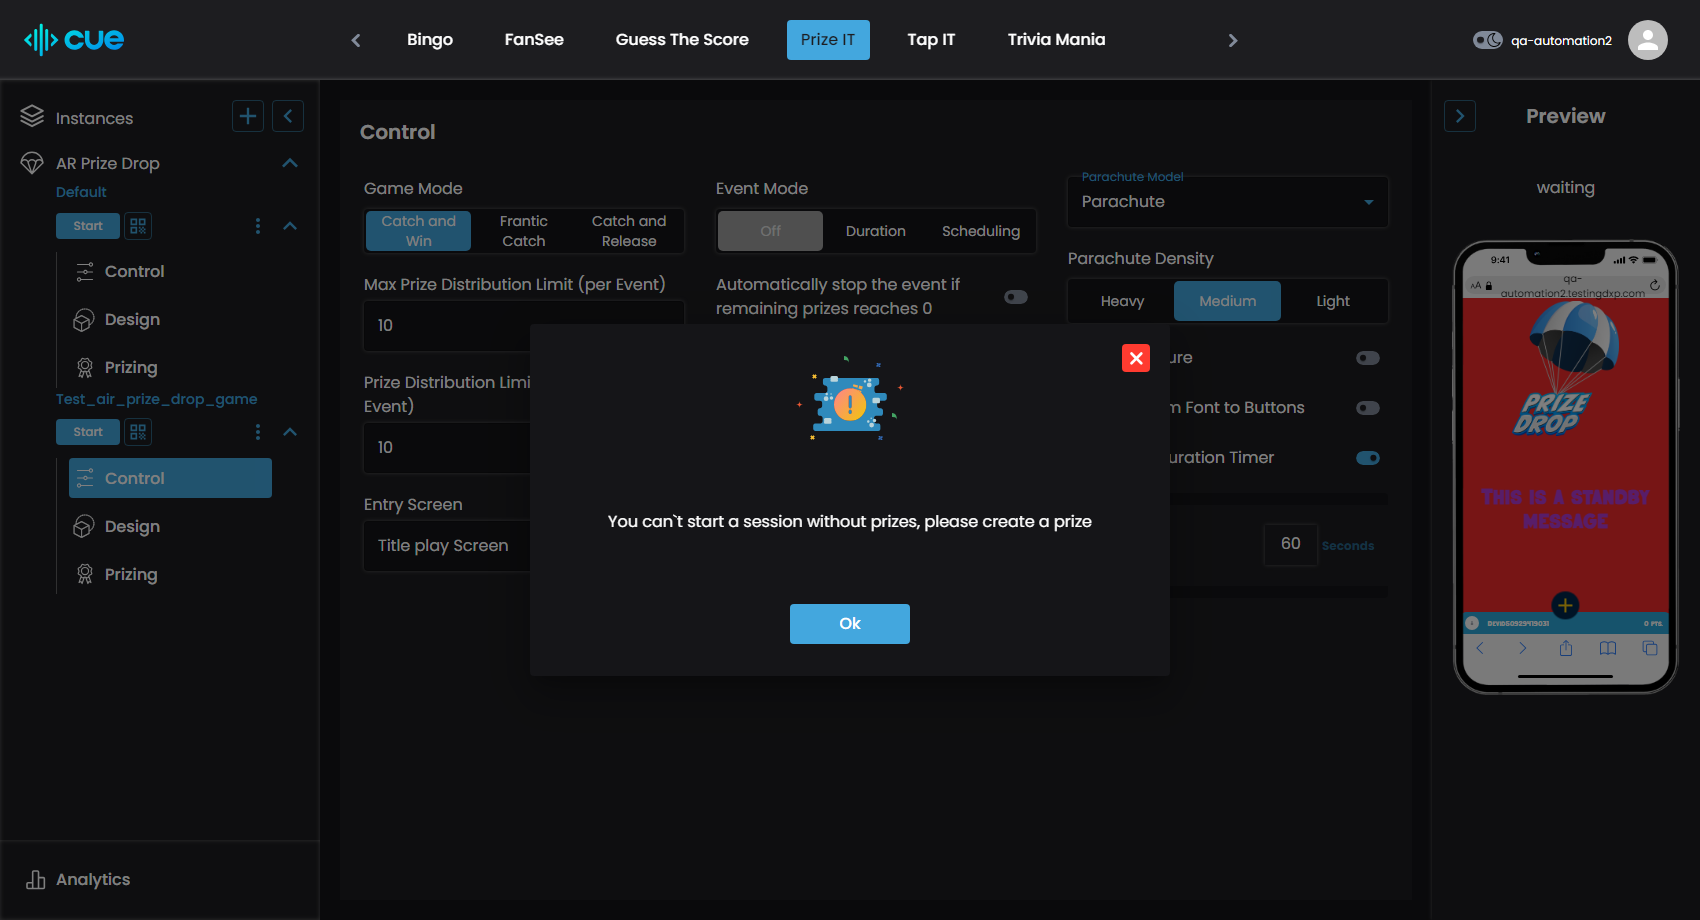 cue
Bingo
FanSee
Guess The Score
Prize IT
Tap IT
Trivia Mania
qa-automation2
Instances
AR Prize Drop
Default
Start
Control
Design
Prizing
Test_air_prize_drop_game
Start
Control
Design
Prizing
Analytics
Control
Game Mode
Catch and
Win
Frantic
Catch
Catch and
Release
Max Prize Distribution Limit (per Event)
10
Prize Distribution Limi
Event)
10
Entry Screen
Title play Screen
Event Mode
Off
Duration
Scheduling
Automatically stop the event if
remaining prizes reaches 0
Parachute Model
Parachute
Parachute Density
Heavy
Medium
Light
ure
m Font to Buttons
uration Timer
60
Seconds
You can`t start a session without prizes, please create a prize
Ok
Preview
waiting
9:41
AA
qa-
automation2.testingdxp.com
PRIZE
DROP
THIS IS A STANDBY
MESSAGE
0 PTS.